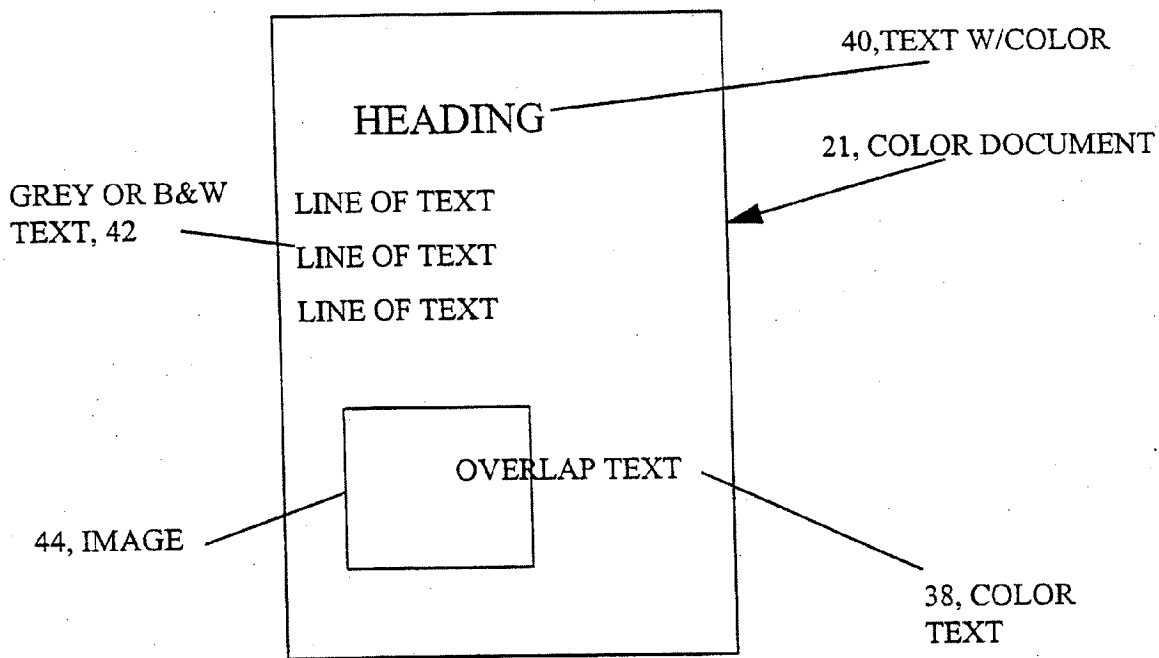 40,TEXT W/COLOR
HEADING
21, COLOR DOCUMENT
GREY OR B&W
TEXT, 42
LINE OF TEXT
LINE OF TEXT
LINE OF TEXT
OVERLAP TEXT
44, IMAGE
38, COLOR
TEXT